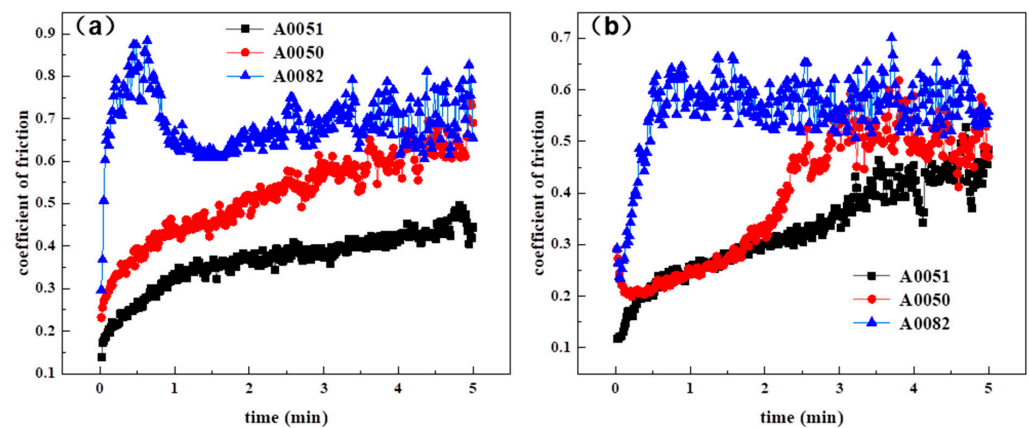 (a)
A0051
A0050
A0082
0.9
0.8
0.7
0.6
0.5
0.4
0.3
0.2
0.1
coefficient of friction
0 1 2 3 4 5
time (min)
(b)
0.7
0.6
0.5
0.4
0.3
0.2
0.1
coefficient of friction
A0051
A0050
A0082
0 1 2 3 4 5
time (min)